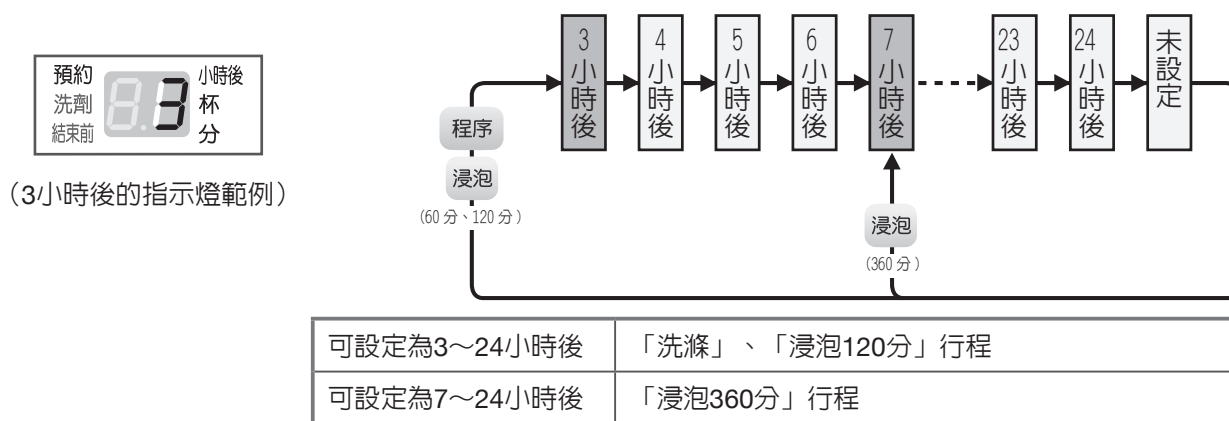 預約 8.3 小時後
洗劑 杯
結束前 分
(3小時後的指示燈範例)
3小時後
4小時後
5小時後
6小時後
7小時後
23小時後
24小時後
未設定
程序
浸泡
(60分、120分)
浸泡
(360分)
可設定為3～24小時後 「洗滌」、「浸泡120分」行程
可設定為7～24小時後 「浸泡360分」行程